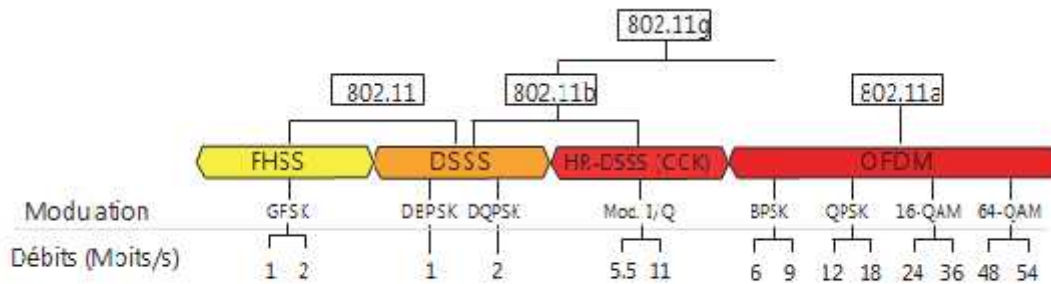 802.11g
802.11 802.11b 802.11a
FHSS DSSS HR-DSSS (CCK) OFDM
Moduation GFSK DBPSK DQPSK Mod. I/Q BPSK QPSK 16-QAM 64-QAM
Débits (Mbits/s) 1 2 1 2 5.5 11 6 9 12 18 24 36 48 54